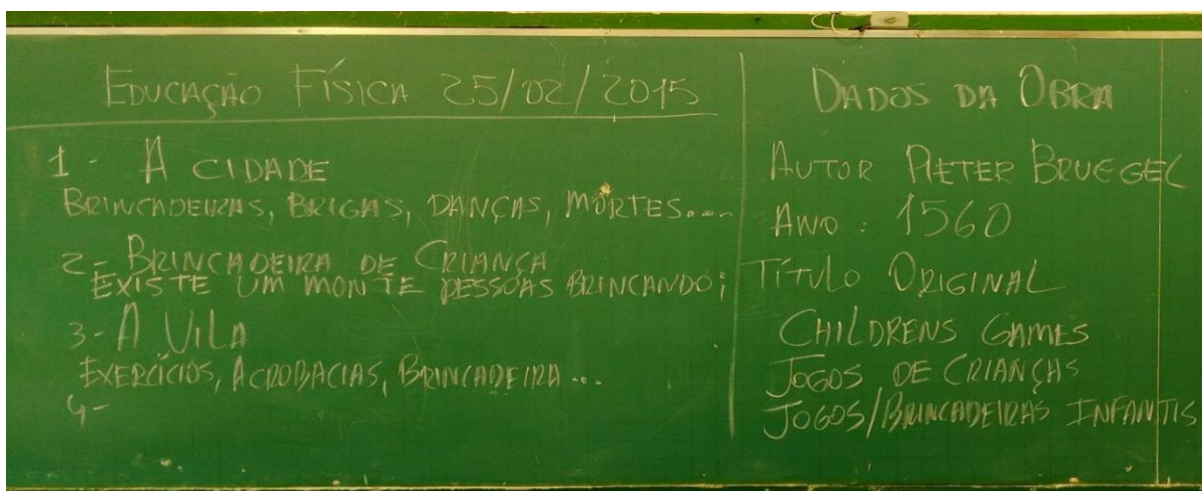 EDUCAÇÃO FÍSICA 25/02/2015
1 - A CIDADE
BRINCADEIRAS, BRIGAS, DANÇAS, MORTES....
2 - BRINCADEIRA DE CRIANÇA
EXISTE UM MONTE PESSOAS BRINCANDO;
3 - A VILA
EXERCÍCIOS, ACROBACIAS, BRINCADEIRA...
4 -
DADOS DA OBRA
AUTOR PIETER BRUEGEL
ANO: 1560
TÍTULO ORIGINAL
CHILDRENS GAMES
JOGOS DE CRIANÇAS
JOGOS/BRINCADEIRAS INFANTIS